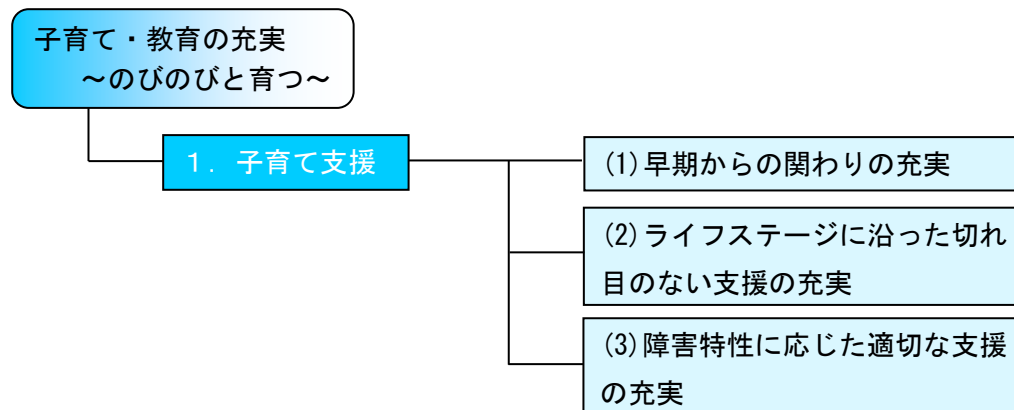 子育て・教育の充実
～のびのびと育つ～
１．子育て支援
(1)早期からの関わりの充実
(2)ライフステージに沿った切れ
目のない支援の充実
(3)障害特性に応じた適切な支援
の充実